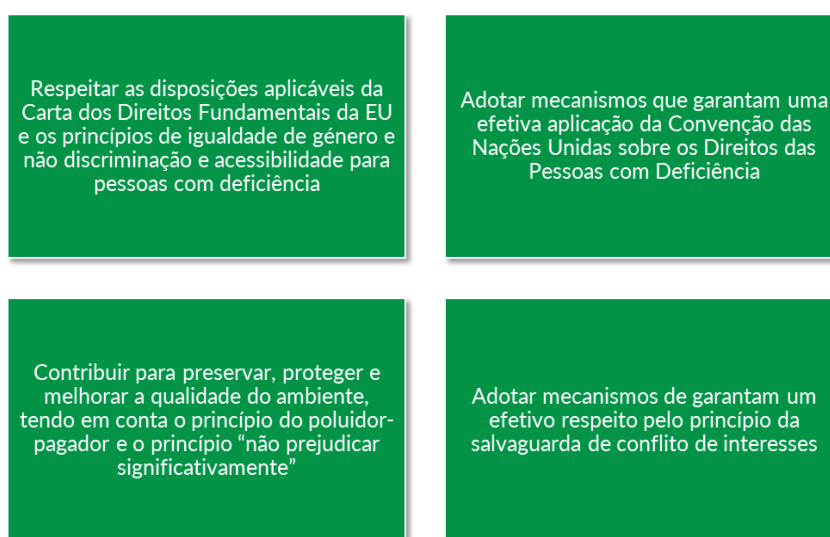 Respeitar as disposições aplicáveis da
Carta dos Direitos Fundamentais da EU
e os princípios de igualdade de género e
não discriminação e acessibilidade para
pessoas com deficiência
Adotar mecanismos que garantam uma
efetiva aplicação da Convenção das
Nações Unidas sobre os Direitos das
Pessoas com Deficiência
Contribuir para preservar, proteger e
melhorar a qualidade do ambiente,
tendo em conta o princípio do poluidor-
pagador e o princípio “não prejudicar
significativamente”
Adotar mecanismos de garantam um
efetivo respeito pelo princípio da
salvaguarda de conflito de interesses